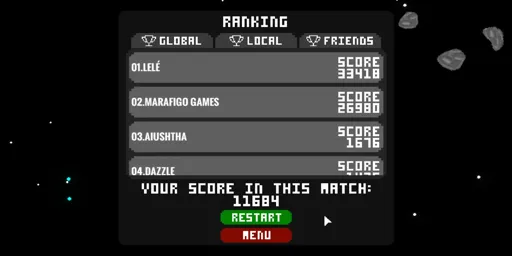 RANKING
GLOBAL
LOCAL
FRIENDS
01.LELÉ
SCORE
33418
02.MARAFIGO GAMES
SCORE
26980
03.AIUSHTHA
SCORE
1676
04.DAZZLE
SCORE
YOUR SCORE IN THIS MATCH:
11684
RESTART
MENU